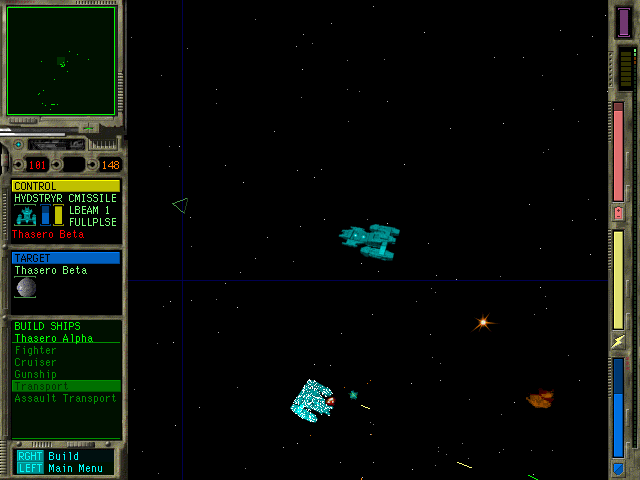 101 148
CONTROL
HVDSTRYR CMISSILE
LBEAM 1
FULLPLSE
Thasero Beta
TARGET
Thasero Beta
BUILD SHIPS
Thasero Alpha
Fighter
Cruiser
Gunship
Transport
Assault Transport
RGHT Build
LEFT Main Menu